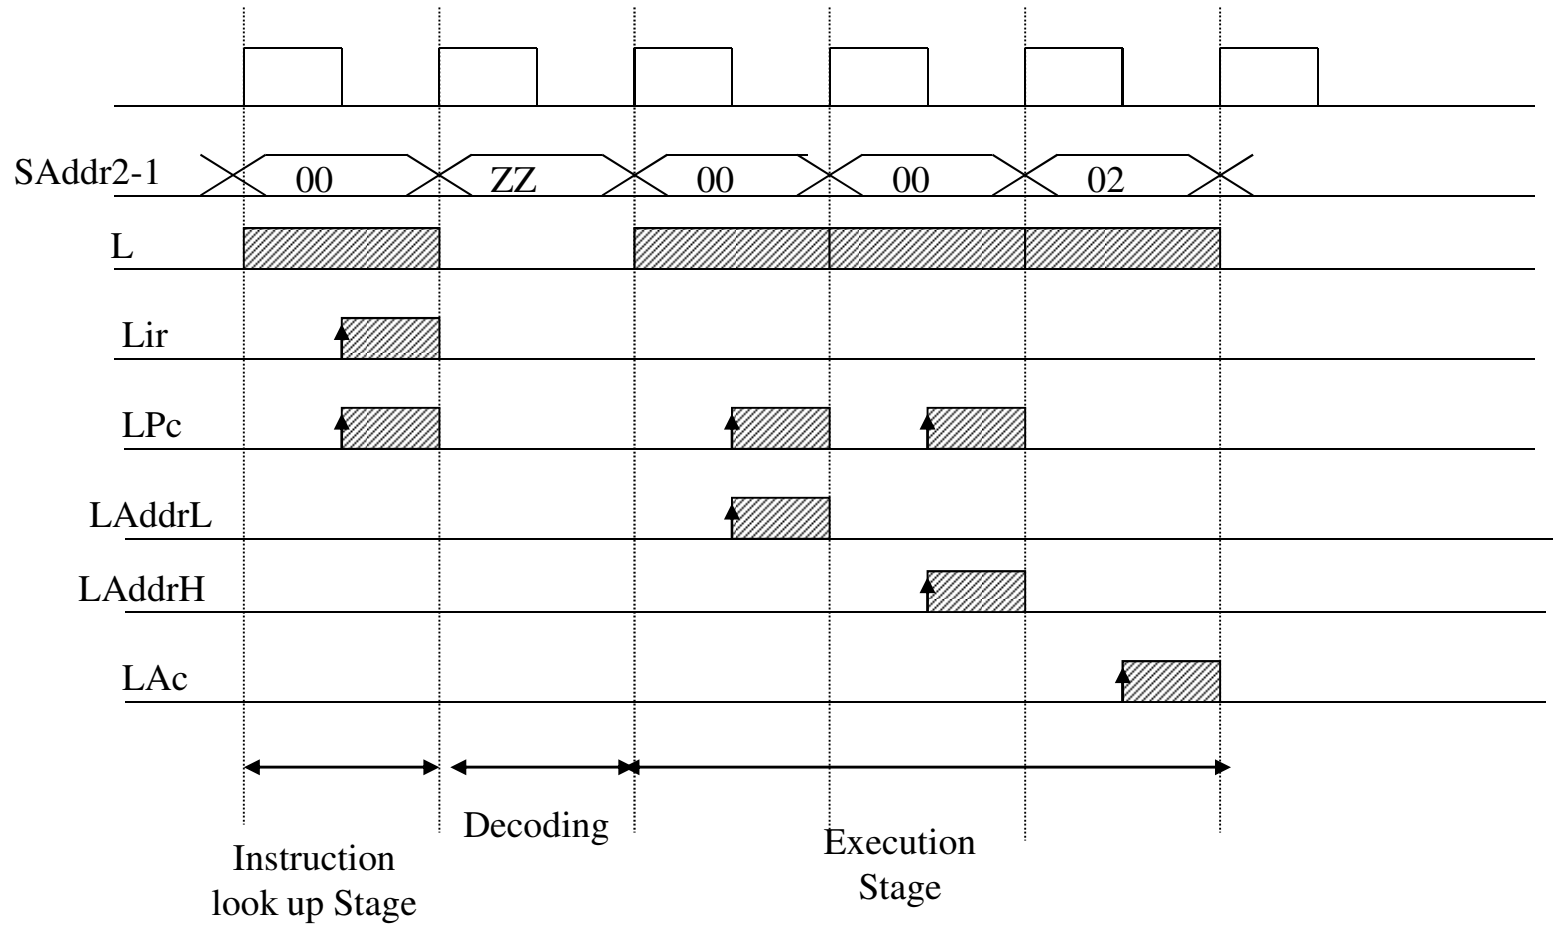 SAddr2-1 00 ZZ 00 00 02
L
Lir
LPc
LAddrL
LAddrH
LAc
Decoding
Execution
Stage
Instruction
look up Stage